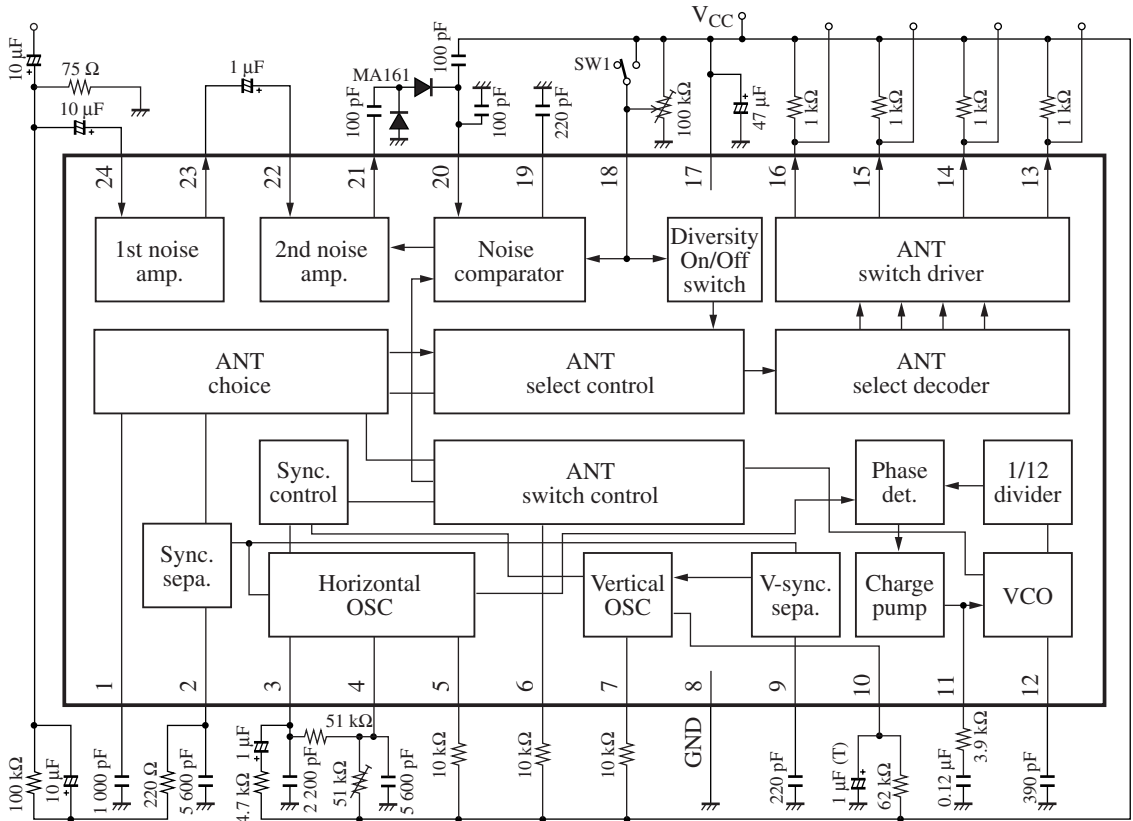 V_CC
10 µF
75 Ω
10 µF
1 µF
MA161
100 pF
100 pF
100 pF
220 pF
SW1
100 kΩ
47 µF
1 kΩ
1 kΩ
1 kΩ
1 kΩ
24
23
22
21
20
19
18
17
16
15
14
13
1st noise
amp.
2nd noise
amp.
Noise
comparator
Diversity
On/Off
switch
ANT
switch driver
ANT
choice
ANT
select control
ANT
select decoder
Sync.
control
ANT
switch control
Phase
det.
1/12
divider
Sync.
sepa.
Horizontal
OSC
Vertical
OSC
V-sync.
sepa.
Charge
pump
VCO
1
2
3
4
5
6
7
8
9
10
11
12
100 kΩ
10 µF
1 000 pF
220 Ω
5 600 pF
1 µF
4.7 kΩ
2 200 pF
51 kΩ
51 kΩ
5 600 pF
10 kΩ
10 kΩ
10 kΩ
GND
220 pF
1 µF (T)
62 kΩ
0.12 µF
3.9 kΩ
390 pF